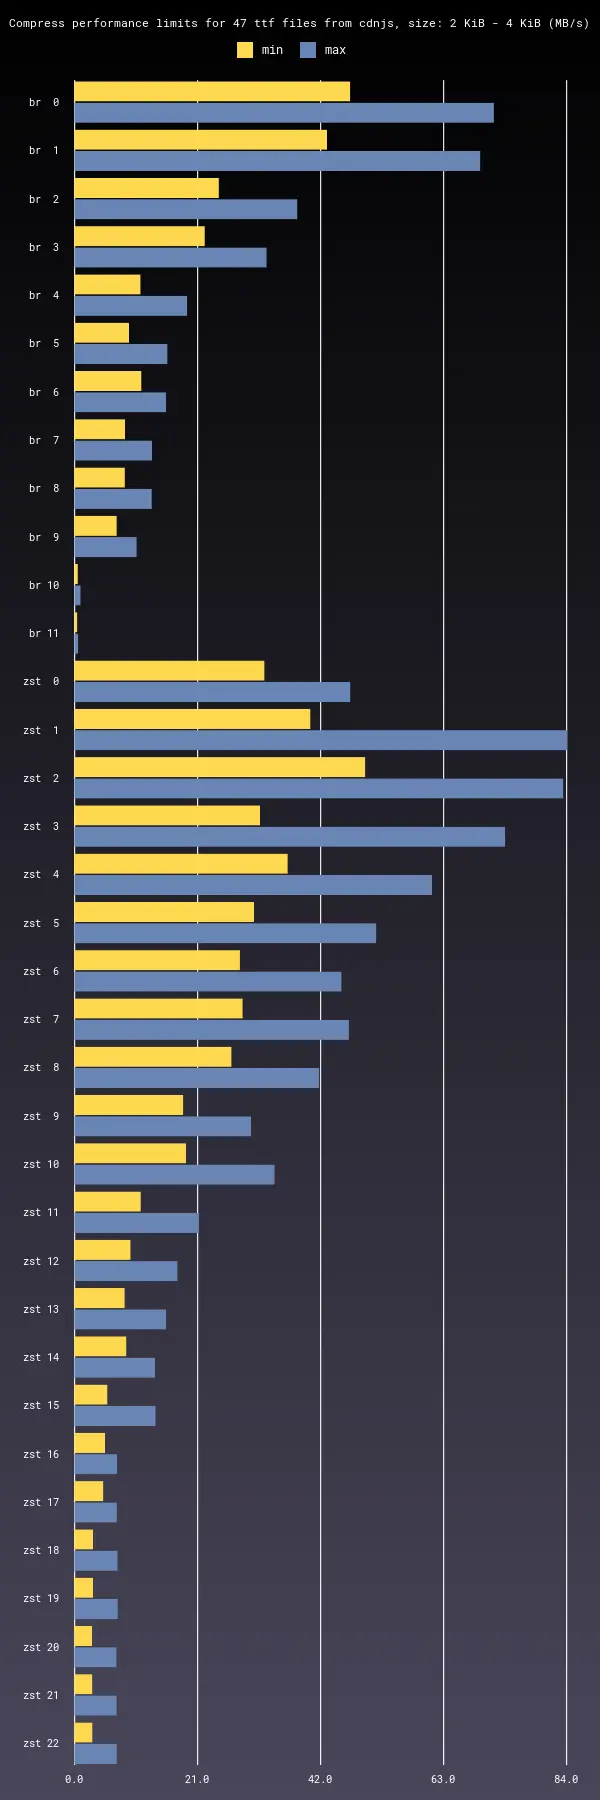 Compress performance limits for 47 ttf files from cdnjs, size: 2 KiB - 4 KiB (MB/s)
min max
br 0
br 1
br 2
br 3
br 4
br 5
br 6
br 7
br 8
br 9
br 10
br 11
zst 0
zst 1
zst 2
zst 3
zst 4
zst 5
zst 6
zst 7
zst 8
zst 9
zst 10
zst 11
zst 12
zst 13
zst 14
zst 15
zst 16
zst 17
zst 18
zst 19
zst 20
zst 21
zst 22
0.0 21.0 42.0 63.0 84.0